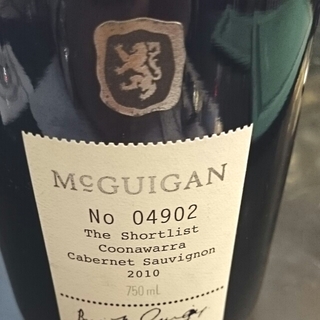 McGUIGAN
No 04902
The Shortlist
Coonawarra
Cabernet Sauvignon
2010
750 mL